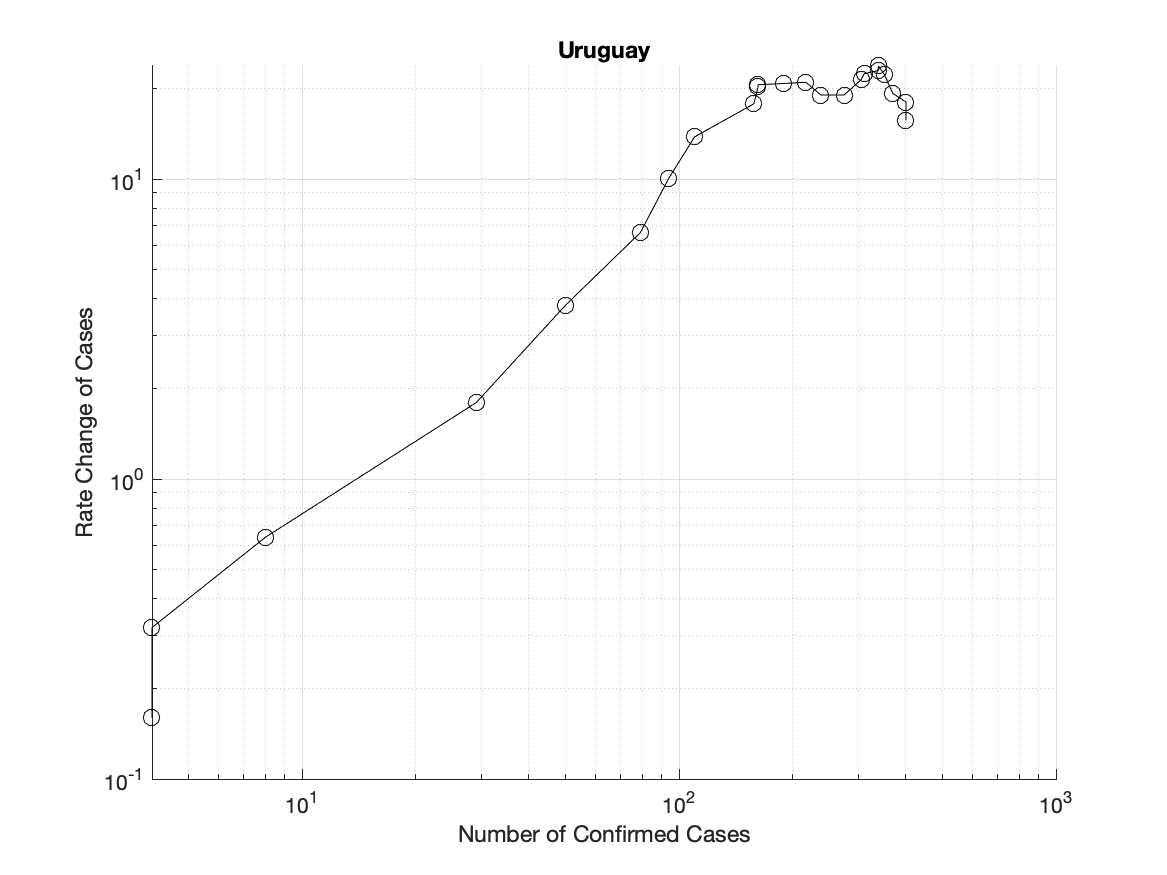 Uruguay
Rate Change of Cases
10^1
10^0
10^-1
10^1
10^2
10^3
Number of Confirmed Cases